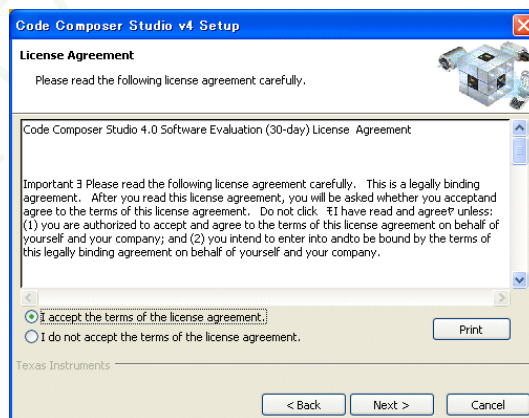 Code Composer Studio v4 Setup
License Agreement
Please read the following license agreement carefully.
Code Composer Studio 4.0 Software Evaluation (30-day) License Agreement
Important ∃ Please read the following license agreement carefully. This is a legally binding
agreement. After you read this license agreement, you will be asked whether you acceptand
agree to the terms of this license agreement. Do not click I have read and agree unless:
(1) you are authorized to accept and agree to the terms of this license agreement on behalf of
yourself and your company; and (2) you intend to enter into andto be bound by the terms of
this legally binding agreement on behalf of yourself and your company.
I accept the terms of the license agreement.
I do not accept the terms of the license agreement.
Print
Texas Instruments
< Back
Next >
Cancel